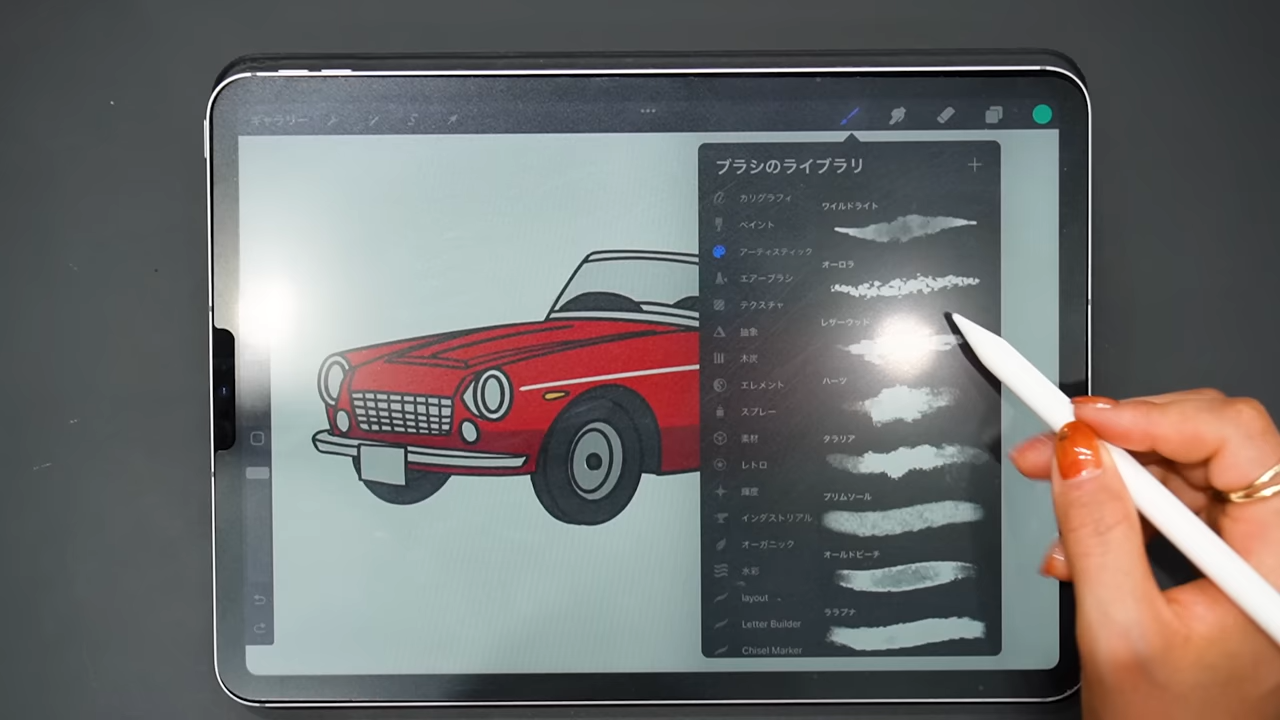 ギャラリー
ブラシのライブラリ
カリグラフィ
ペイント
アーティスティック
エアーブラシ
テクスチャ
抽象
木炭
エレメント
スプレー
素材
レトロ
輝度
インダストリアル
オーガニック
水彩
layout
Letter Builder
Chisel Marker
ワイルドライト
オーロラ
レザーウッド
ハーツ
タラリア
プリムソール
オールドビーチ
ララプナ